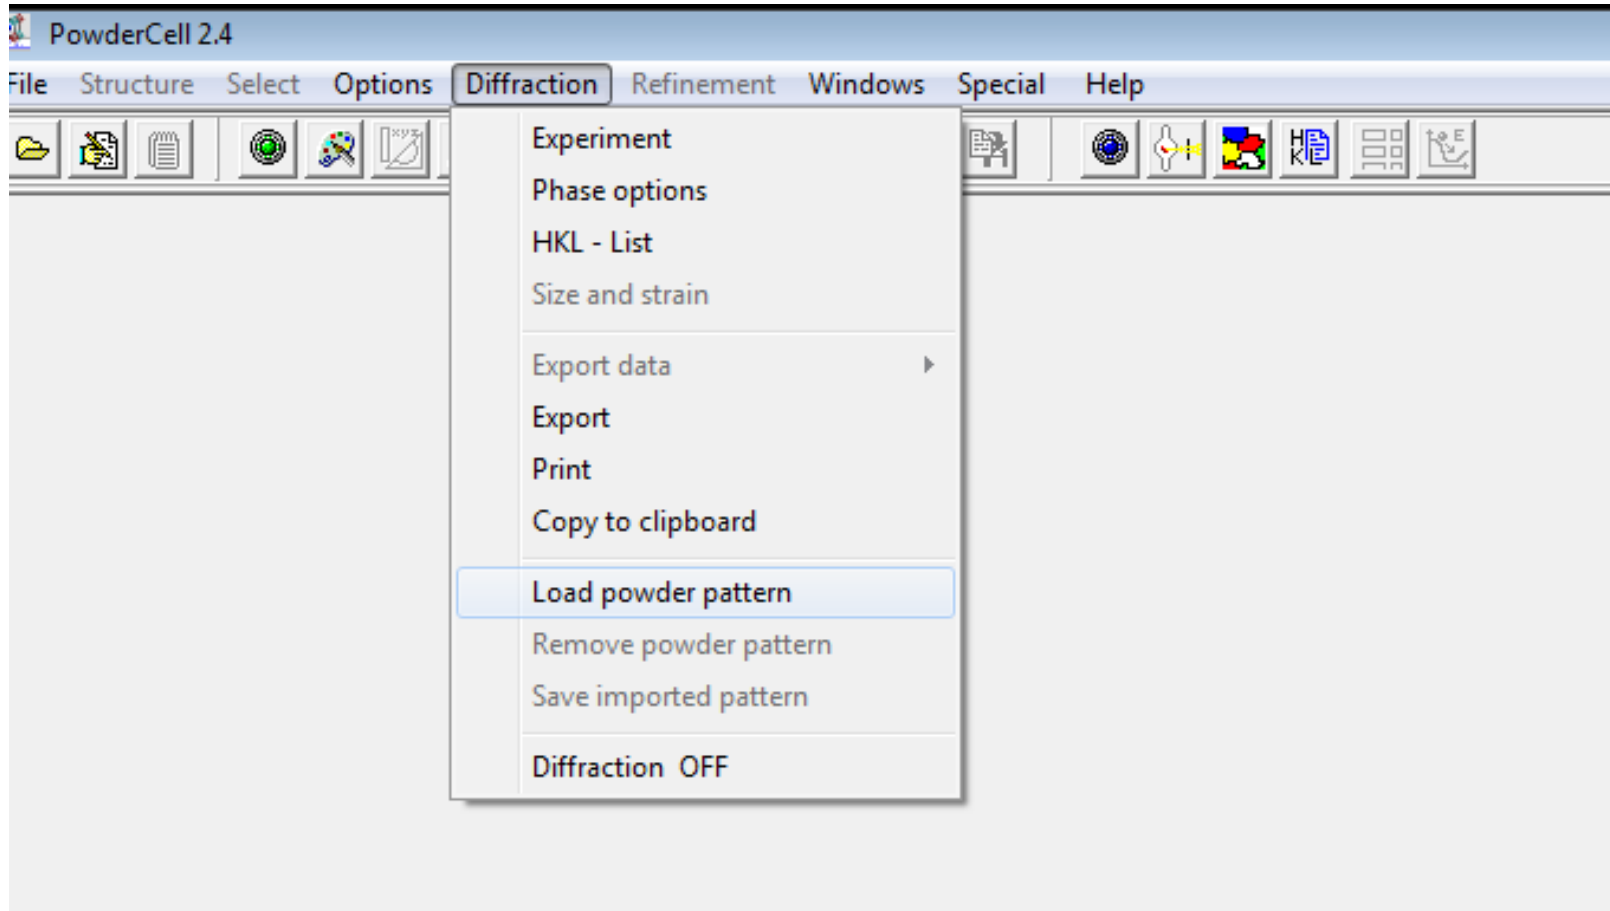 PowderCell 2.4
File Structure Select Options Diffraction Refinement Windows Special Help
Experiment
Phase options
HKL - List
Size and strain
Export data
Export
Print
Copy to clipboard
Load powder pattern
Remove powder pattern
Save imported pattern
Diffraction OFF